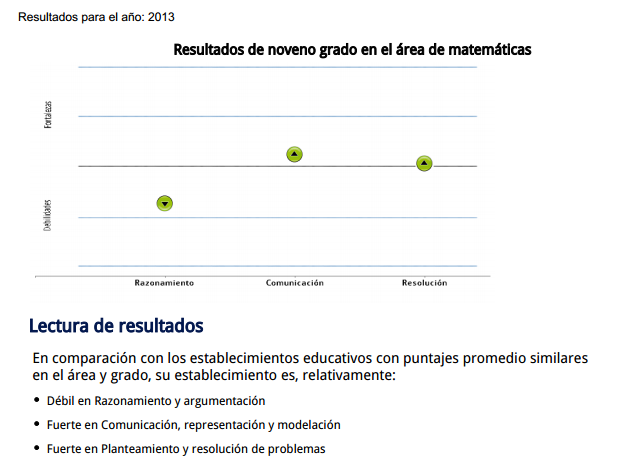 Resultados para el año: 2013
Resultados de noveno grado en el área de matemáticas
Fortalezas
Debilidades
Razonamiento
Comunicación
Resolución
Lectura de resultados
En comparación con los establecimientos educativos con puntajes promedio similares
en el área y grado, su establecimiento es, relativamente:
• Débil en Razonamiento y argumentación
• Fuerte en Comunicación, representación y modelación
• Fuerte en Planteamiento y resolución de problemas